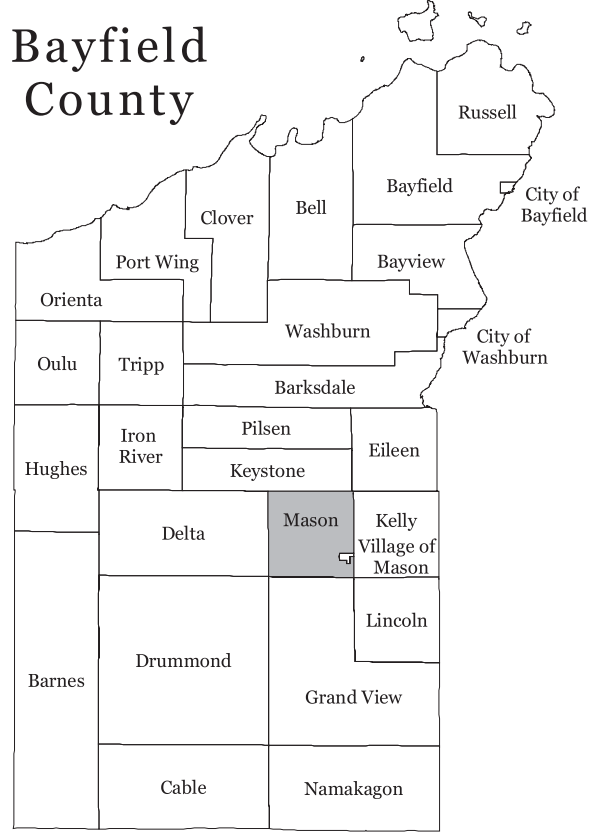 Bayfield
County
Russell
Bayfield
City of
Bayfield
Clover
Bell
Port Wing
Bayview
Orienta
Washburn
City of
Washburn
Oulu
Tripp
Barksdale
Pilsen
Iron
River
Eileen
Hughes
Keystone
Mason
Kelly
Delta
Village of
Mason
Lincoln
Drummond
Barnes
Grand View
Cable
Namakagon